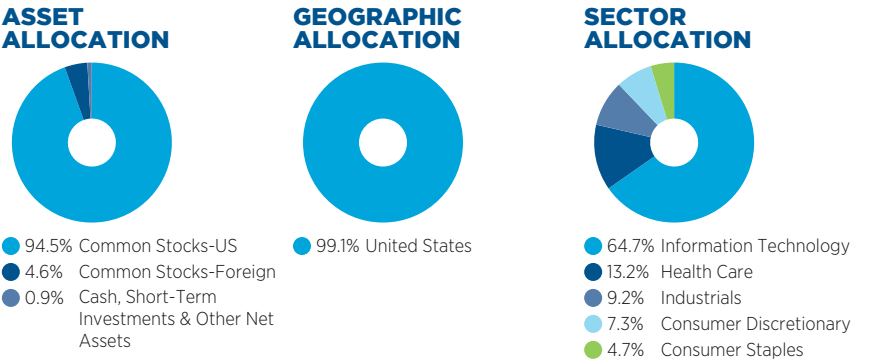 ASSET
ALLOCATION
94.5% Common Stocks-US
4.6% Common Stocks-Foreign
0.9% Cash, Short-Term
Investments & Other Net
Assets
GEOGRAPHIC
ALLOCATION
99.1% United States
SECTOR
ALLOCATION
64.7% Information Technology
13.2% Health Care
9.2% Industrials
7.3% Consumer Discretionary
4.7% Consumer Staples